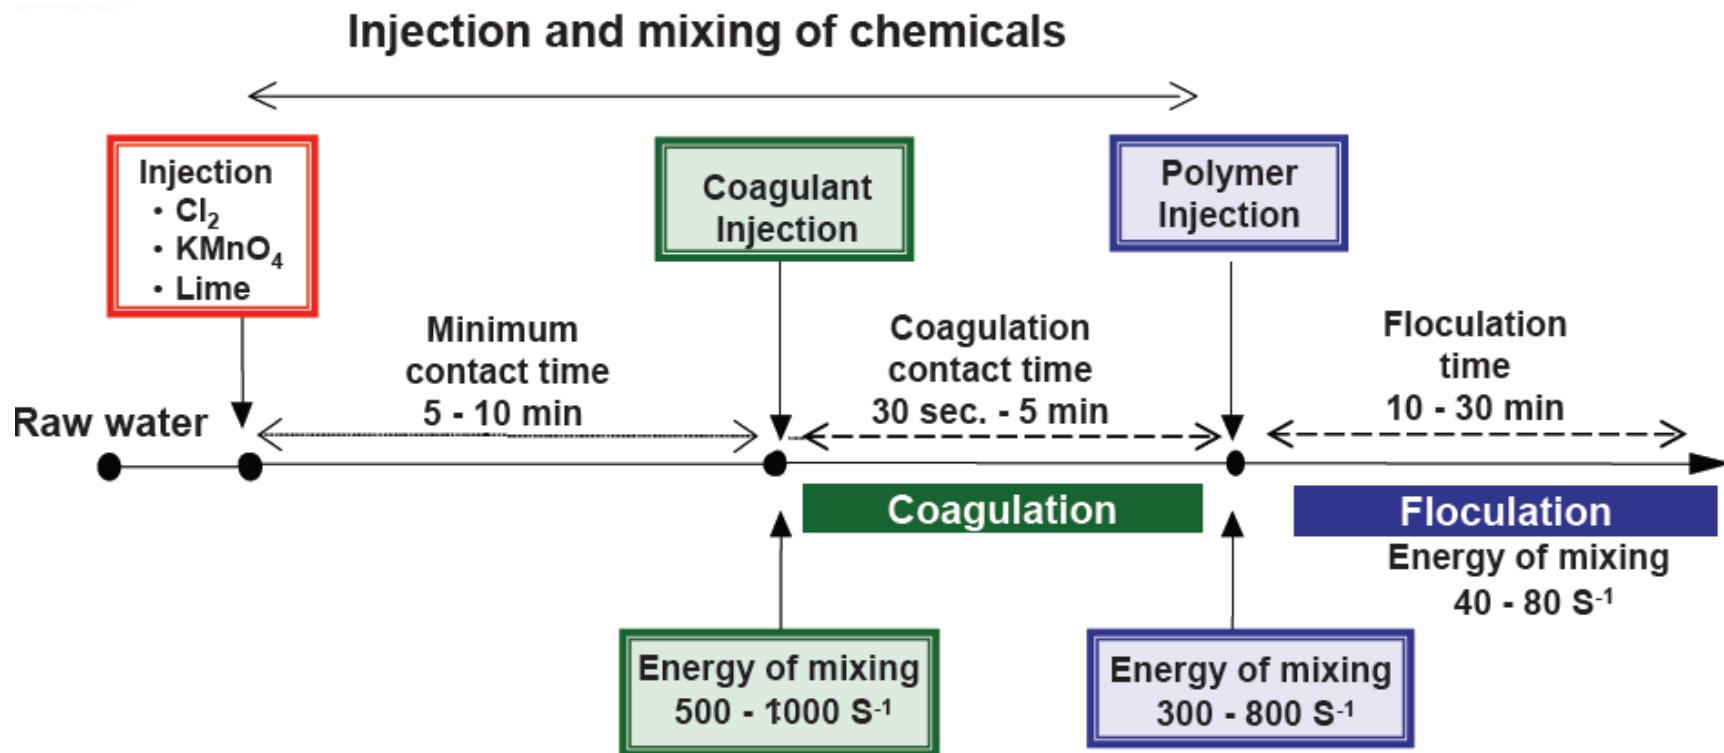 Injection and mixing of chemicals
Injection
• Cl₂
• KMnO₄
• Lime
Coagulant
Injection
Polymer
Injection
Minimum
contact time
5 - 10 min
Coagulation
contact time
30 sec. - 5 min
Floculation
time
10 - 30 min
Raw water
Coagulation
Floculation
Energy of mixing
40 - 80 S⁻¹
Energy of mixing
500 - 1000 S⁻¹
Energy of mixing
300 - 800 S⁻¹